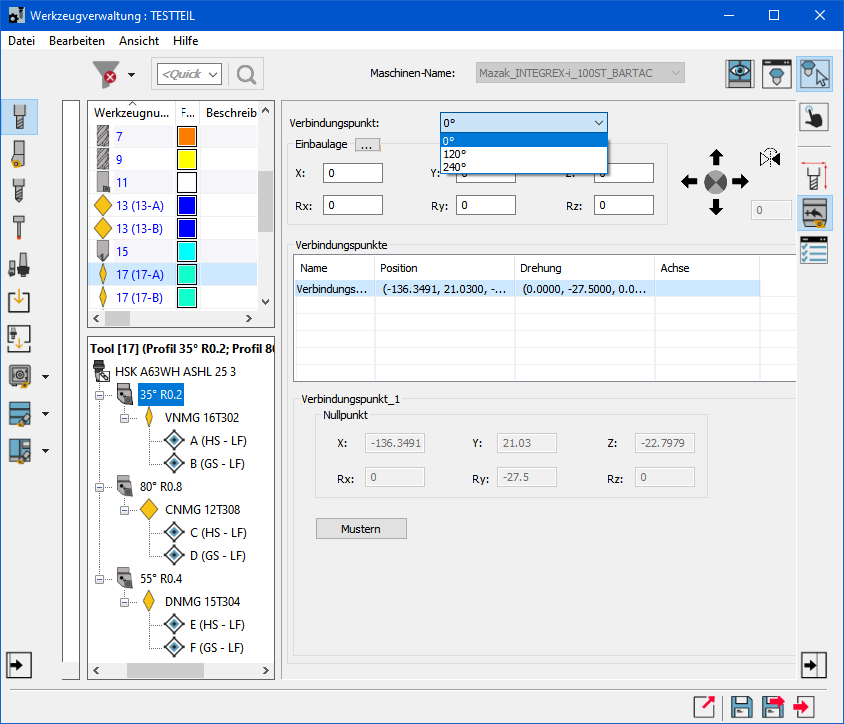 Werkzeugverwaltung : TESTTEIL
Datei Bearbeiten Ansicht Hilfe
<Quick
Maschinen-Name: Mazak_INTEGREX-i_100ST_BARTAC
Werkzeugnu... F... Beschreib
7
9
11
13 (13-A)
13 (13-B)
15
17 (17-A)
17 (17-B)
Tool [17] (Profil 35° R0.2; Profil 80
HSK A63WH ASHL 25 3
35° R0.2
VNMG 16T302
A (HS - LF)
B (GS - LF)
80° R0.8
CNMG 12T308
C (HS - LF)
D (GS - LF)
55° R0.4
DNMG 15T304
E (HS - LF)
F (GS - LF)
Verbindungspunkt: 0°
0°
120°
240°
Einbaulage ...
X: 0 Y: 0 Z: 0
Rx: 0 Ry: 0 Rz: 0
0
Verbindungspunkte
Name Position Drehung Achse
Verbindungs... (-136.3491, 21.0300, -... (0.0000, -27.5000, 0.0...
Verbindungspunkt_1
Nullpunkt
X: -136.3491 Y: 21.03 Z: -22.7979
Rx: 0 Ry: -27.5 Rz: 0
Mustern